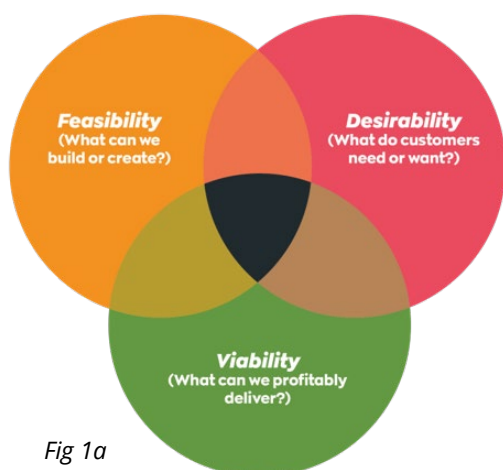 Feasibility
(What can we
build or create?)
Desirability
(What do customers
need or want?)
Viability
(What can we profitably
deliver?)
Fig 1a